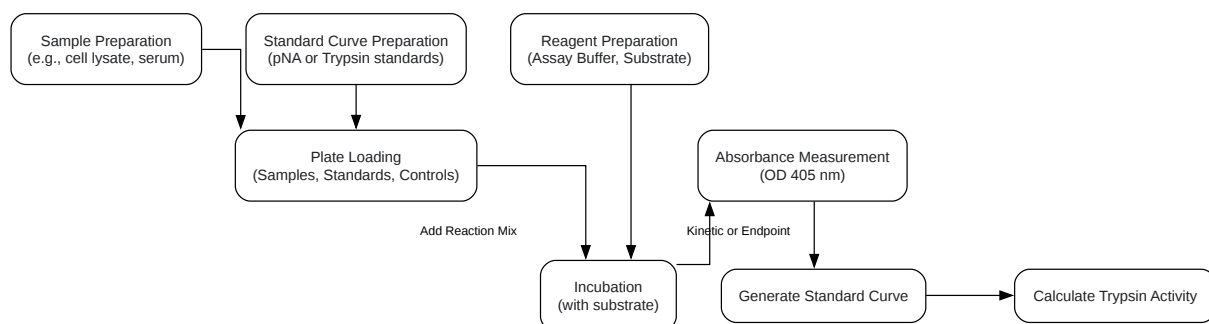 Sample Preparation
(e.g., cell lysate, serum)
Standard Curve Preparation
(pNA or Trypsin standards)
Reagent Preparation
(Assay Buffer, Substrate)
Plate Loading
(Samples, Standards, Controls)
Absorbance Measurement
(OD 405 nm)
Add Reaction Mix
Kinetic or Endpoint
Incubation
(with substrate)
Generate Standard Curve
Calculate Trypsin Activity